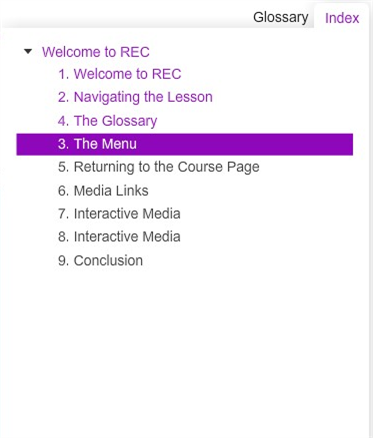 Glossary Index
Welcome to REC
1. Welcome to REC
2. Navigating the Lesson
4. The Glossary
3. The Menu
5. Returning to the Course Page
6. Media Links
7. Interactive Media
8. Interactive Media
9. Conclusion